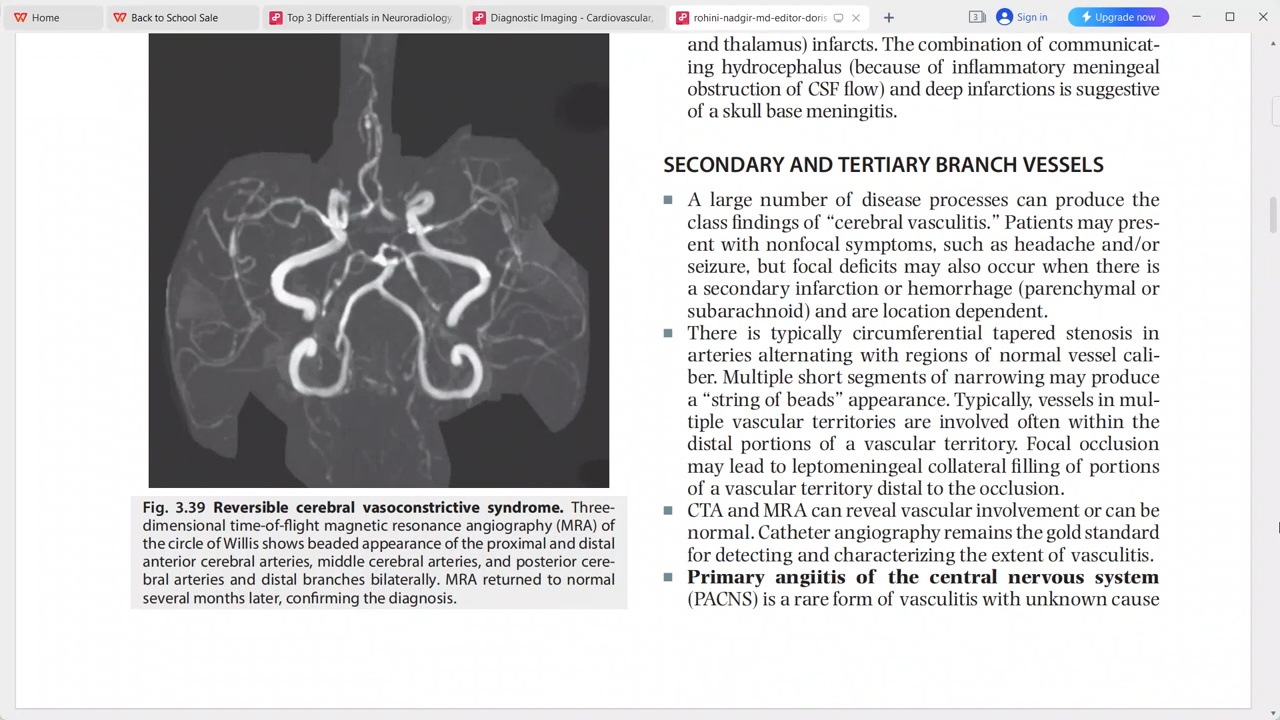 Home
Back to School Sale
Top 3 Differentials in Neuroradiology
Diagnostic Imaging - Cardiovascular,
rohini-nadgir-md-editor-doris
3
Sign in
Upgrade now
and thalamus) infarcts. The combination of communicat-
ing hydrocephalus (because of inflammatory meningeal
obstruction of CSF flow) and deep infarctions is suggestive
of a skull base meningitis.
SECONDARY AND TERTIARY BRANCH VESSELS
A large number of disease processes can produce the
class findings of “cerebral vasculitis.” Patients may pres-
ent with nonfocal symptoms, such as headache and/or
seizure, but focal deficits may also occur when there is
a secondary infarction or hemorrhage (parenchymal or
subarachnoid) and are location dependent.
There is typically circumferential tapered stenosis in
arteries alternating with regions of normal vessel cali-
ber. Multiple short segments of narrowing may produce
a “string of beads” appearance. Typically, vessels in mul-
tiple vascular territories are involved often within the
distal portions of a vascular territory. Focal occlusion
may lead to leptomeningeal collateral filling of portions
of a vascular territory distal to the occlusion.
CTA and MRA can reveal vascular involvement or can be
normal. Catheter angiography remains the gold standard
for detecting and characterizing the extent of vasculitis.
Primary angiitis of the central nervous system
(PACNS) is a rare form of vasculitis with unknown cause
Fig. 3.39 Reversible cerebral vasoconstrictive syndrome. Three-
dimensional time-of-flight magnetic resonance angiography (MRA) of
the circle of Willis shows beaded appearance of the proximal and distal
anterior cerebral arteries, middle cerebral arteries, and posterior cere-
bral arteries and distal branches bilaterally. MRA returned to normal
several months later, confirming the diagnosis.